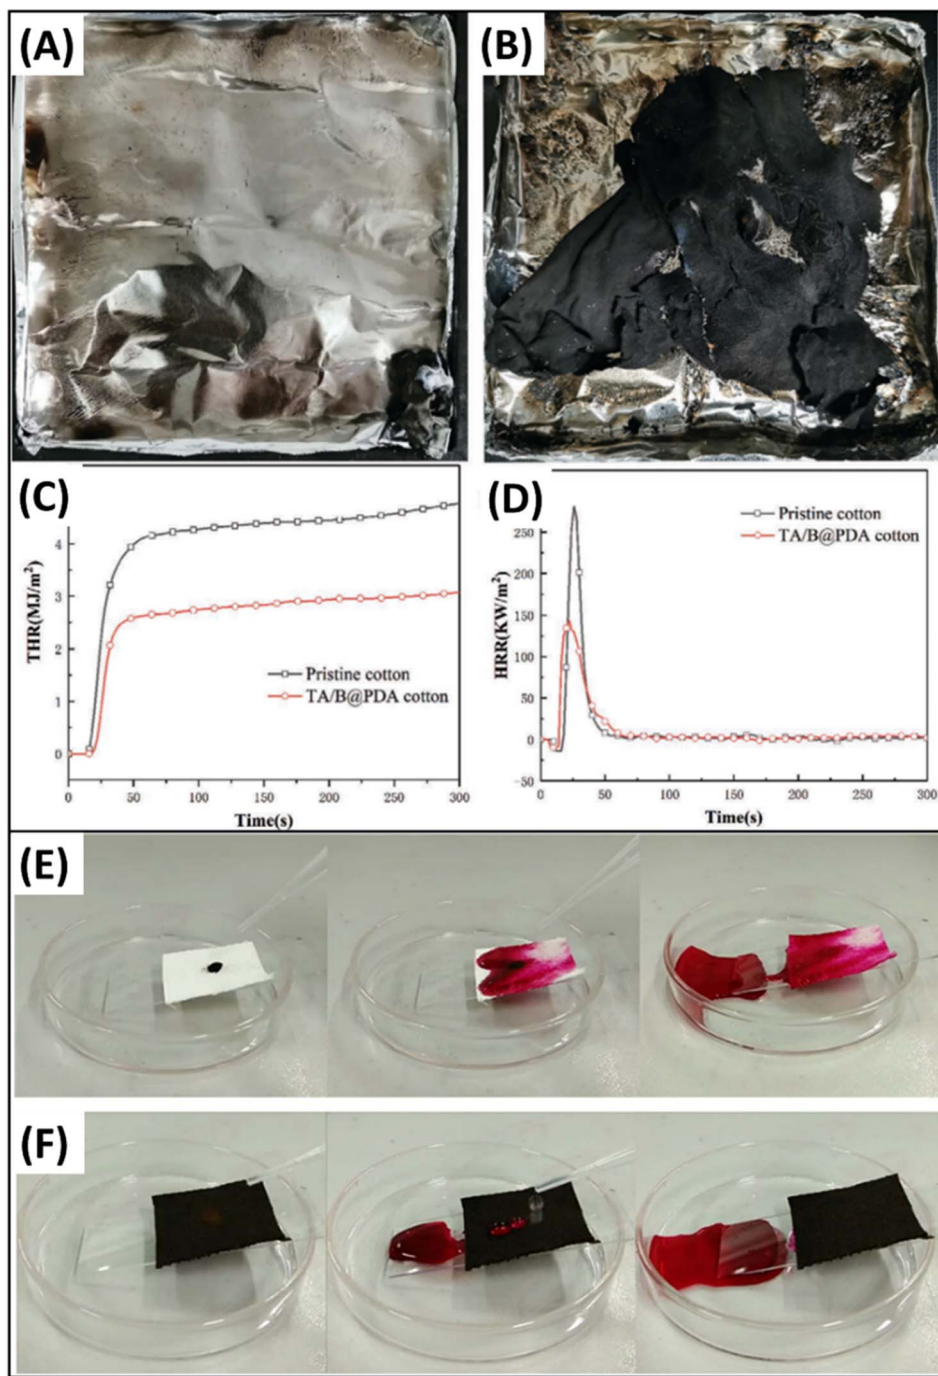 (A)
(B)
(C)
THR(MJ/m²)
4
3
2
1
0
0
50
100
150
200
250
300
Time(s)
Pristine cotton
TA/B@PDA cotton
(D)
HRR(KW/m²)
250
200
150
100
50
0
-50
0
50
100
150
200
250
300
Time(s)
Pristine cotton
TA/B@PDA cotton
(E)
(F)